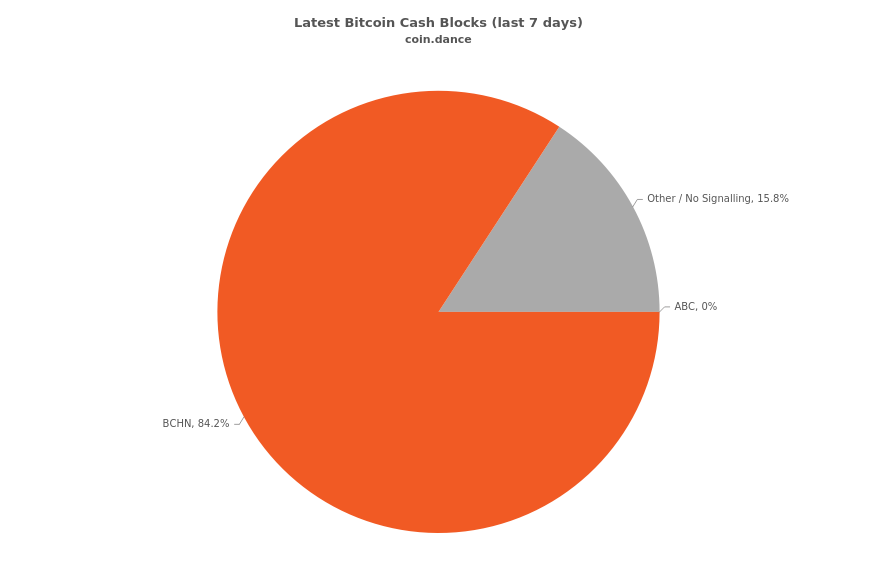 Latest Bitcoin Cash Blocks (last 7 days)
coin.dance
Other / No Signalling, 15.8%
ABC, 0%
BCHN, 84.2%